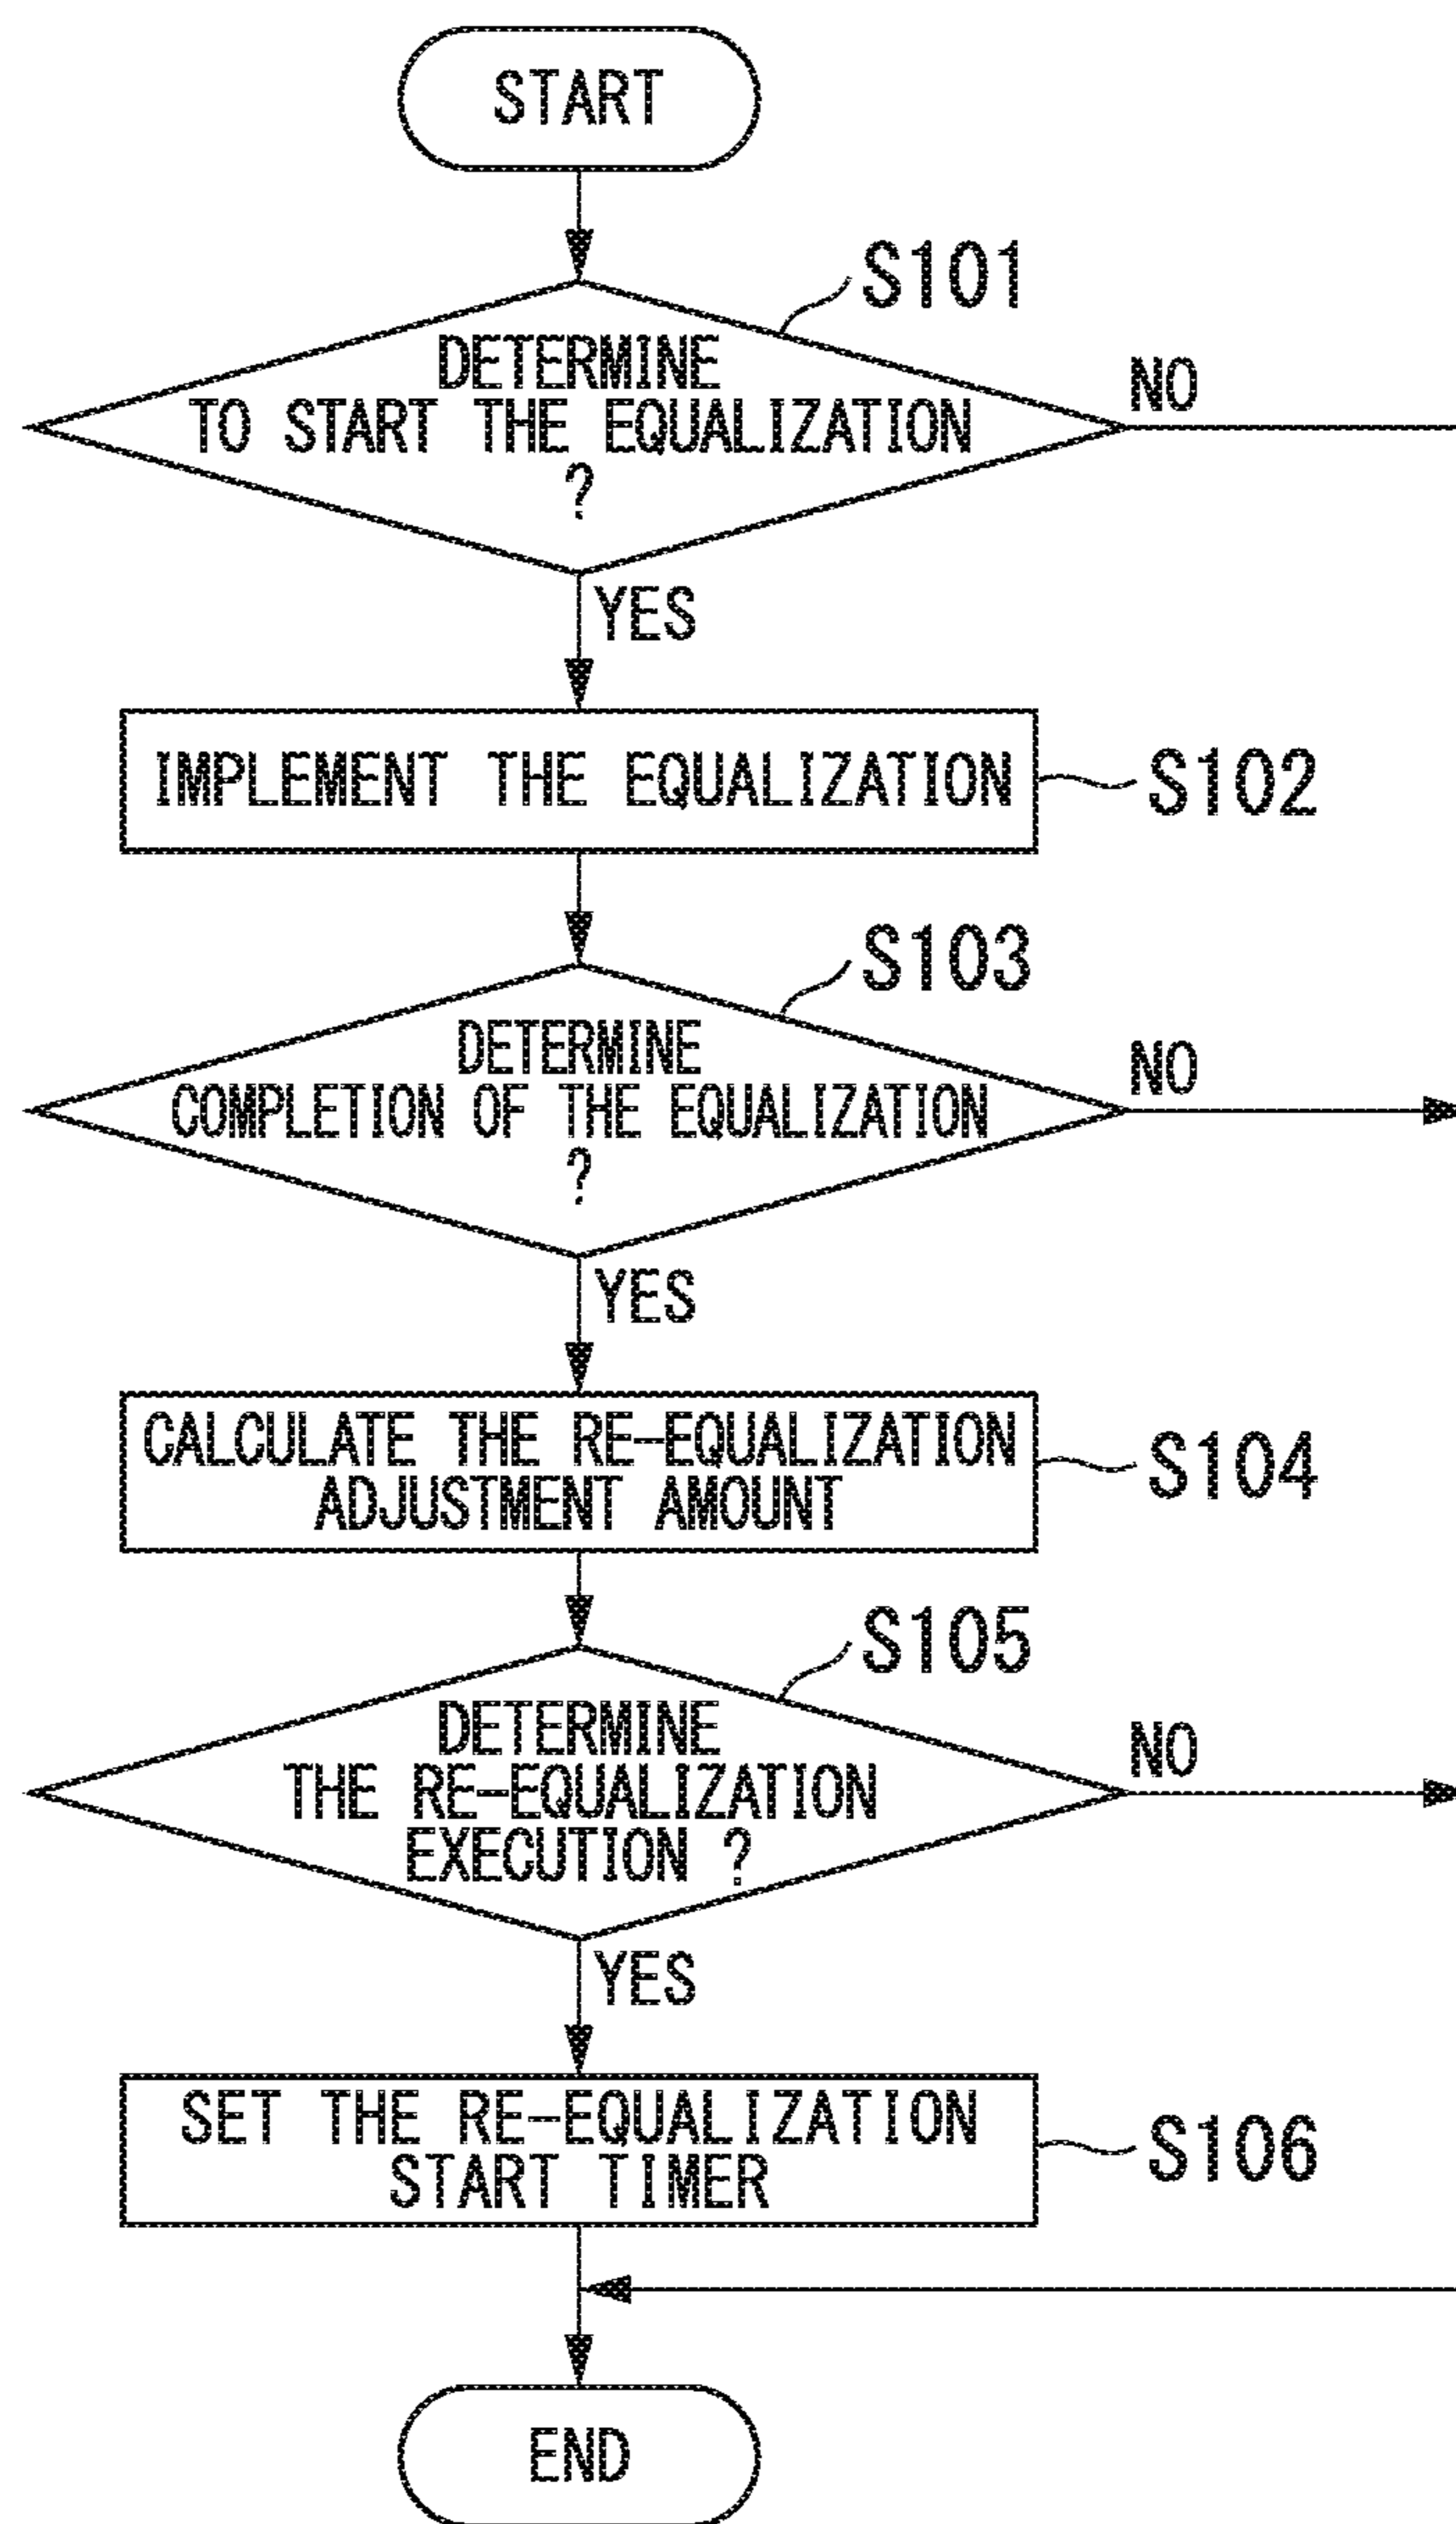 START
S101
DETERMINE
TO START THE EQUALIZATION
?
NO
YES
IMPLEMENT THE EQUALIZATION
S102
S103
DETERMINE
COMPLETION OF THE EQUALIZATION
?
NO
YES
CALCULATE THE RE-EQUALIZATION
ADJUSTMENT AMOUNT
S104
S105
DETERMINE
THE RE-EQUALIZATION
EXECUTION ?
NO
YES
SET THE RE-EQUALIZATION
START TIMER
S106
END